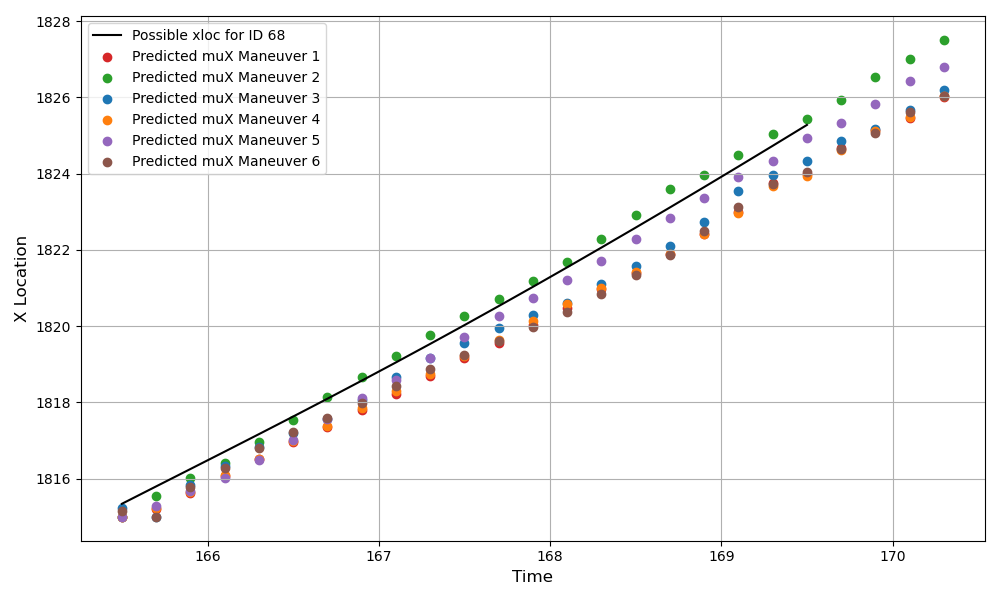 1828
1826
1824
1822
1820
1818
1816
X Location
Possible xloc for ID 68
Predicted muX Maneuver 1
Predicted muX Maneuver 2
Predicted muX Maneuver 3
Predicted muX Maneuver 4
Predicted muX Maneuver 5
Predicted muX Maneuver 6
166 167 168 169 170
Time